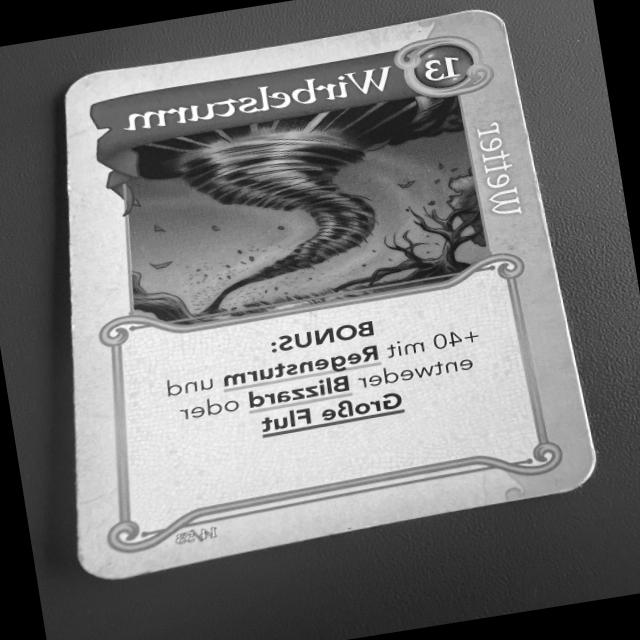 13
Wirbelsturm
Wetter
BONUS:
+40 mit Regensturm und
entweder Blizzard oder
Große Flut